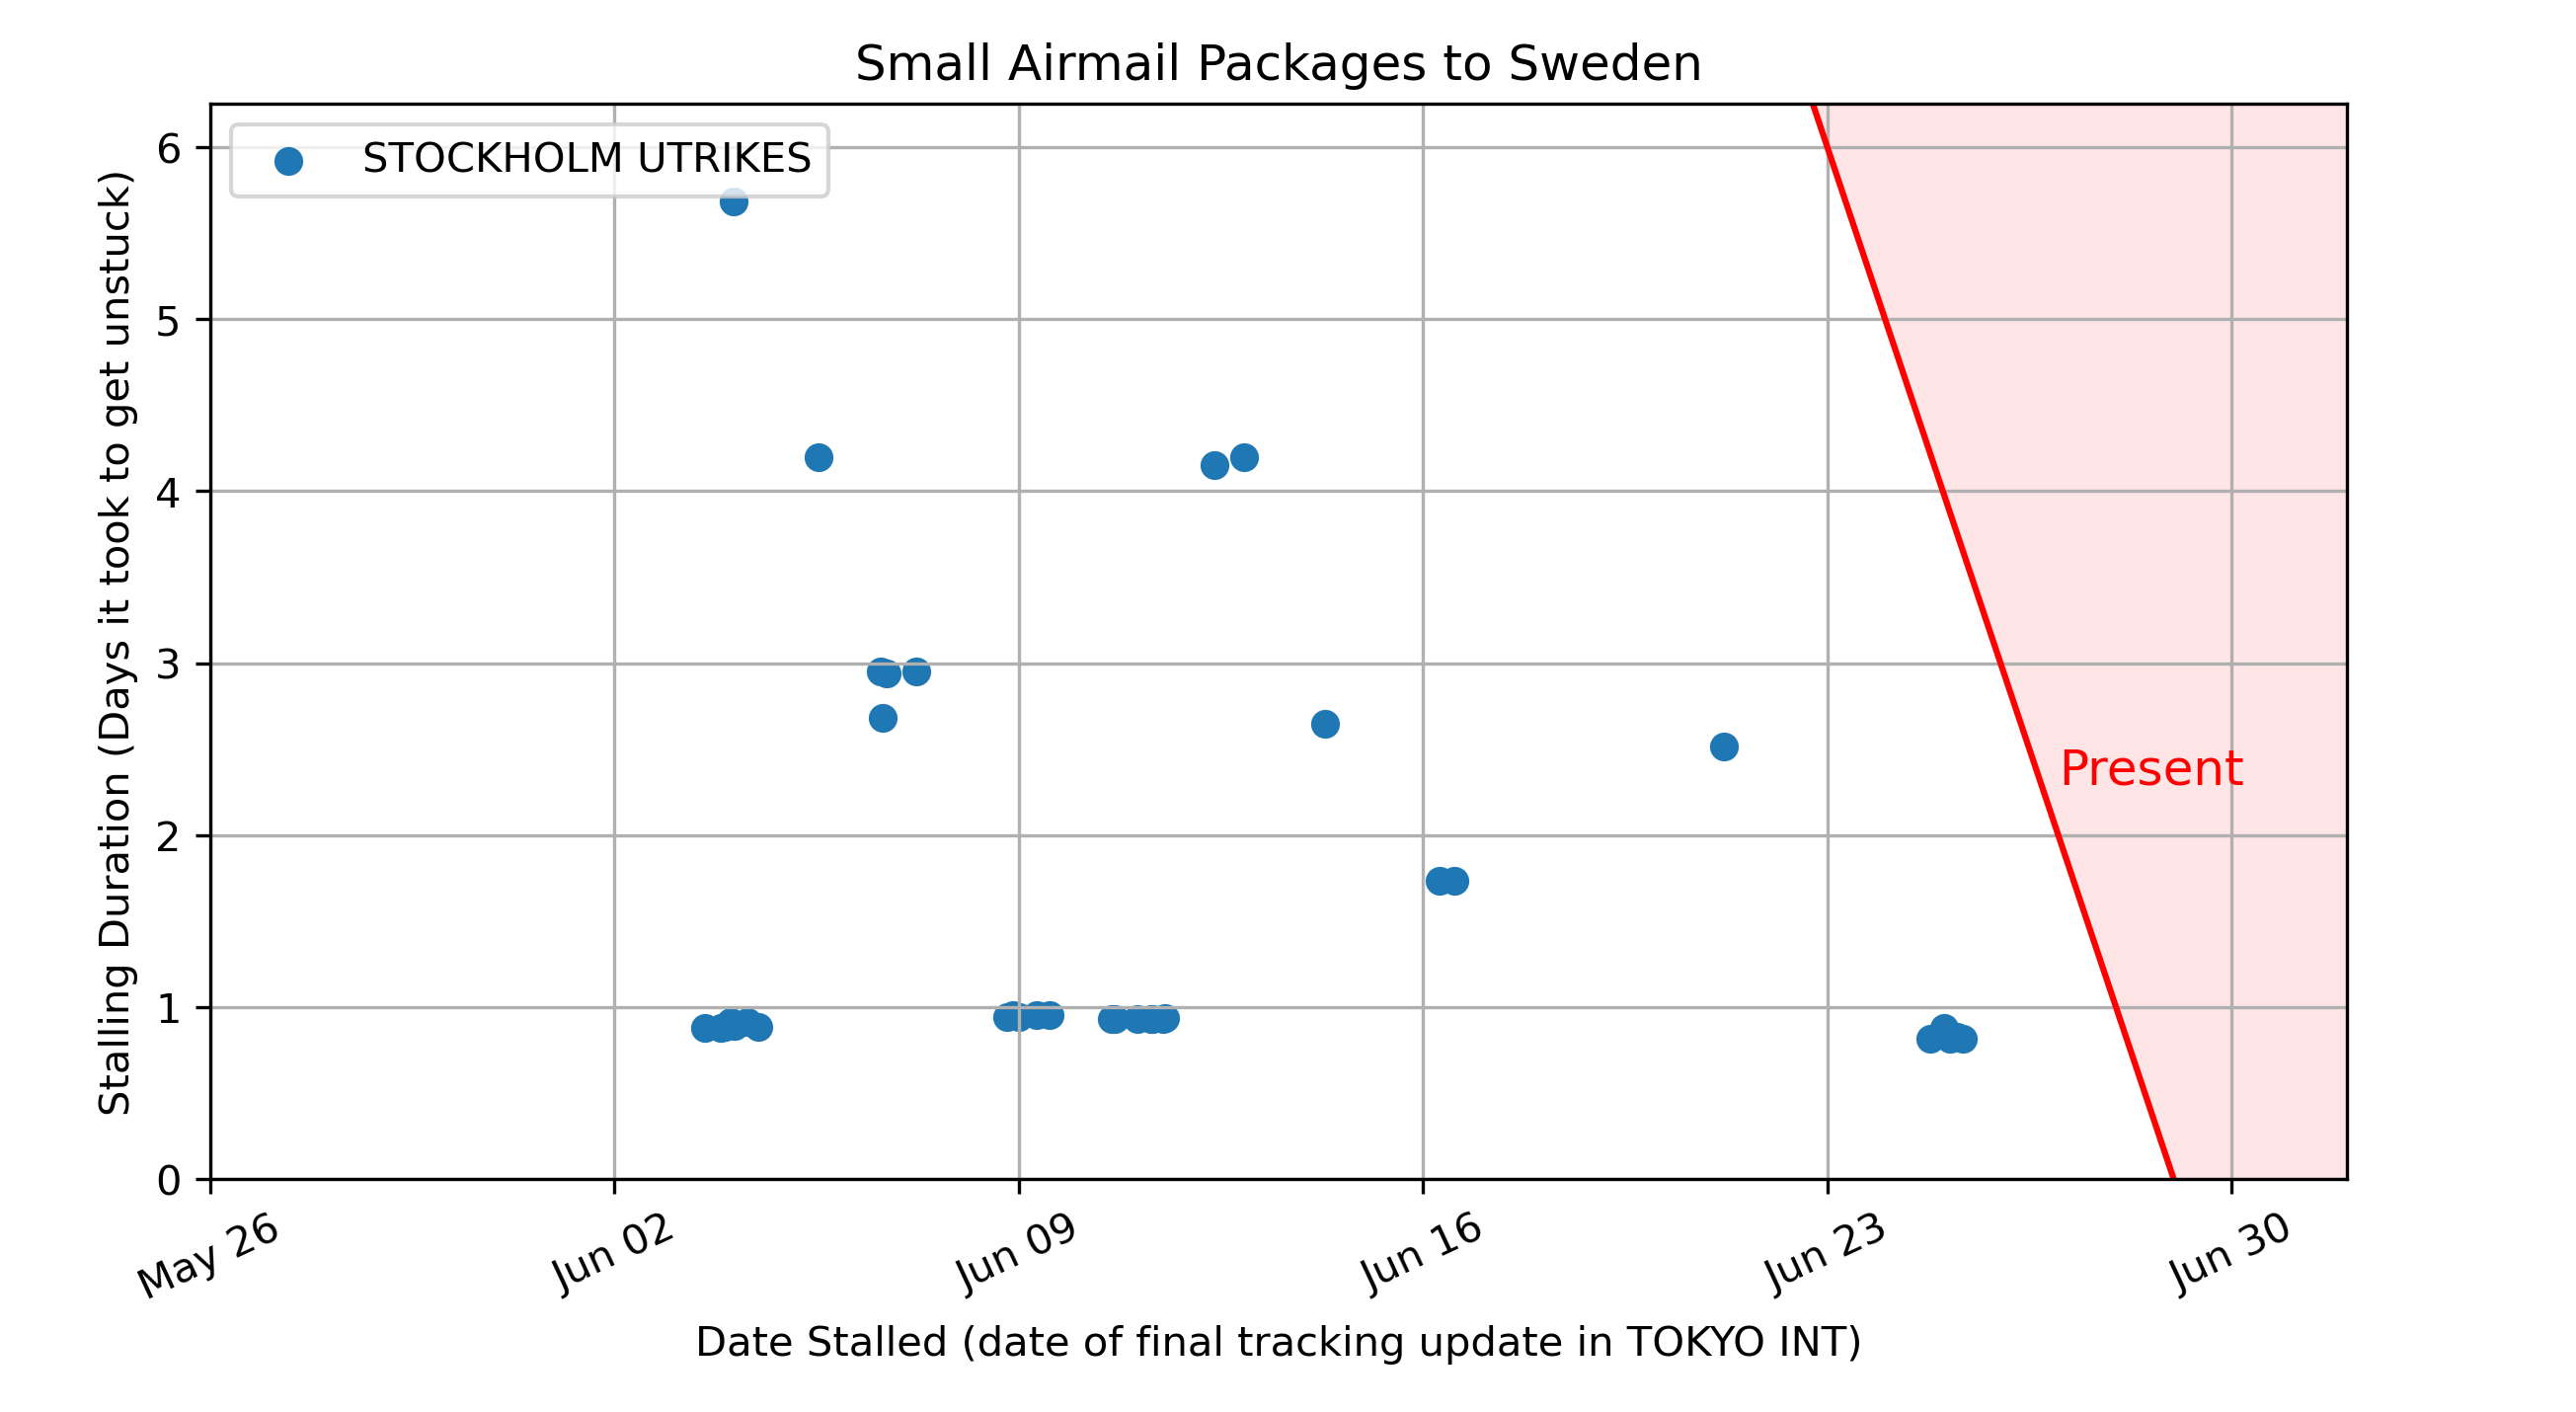 Small Airmail Packages to Sweden
STOCKHOLM UTRIKES
Stalling Duration (Days it took to get unstuck)
6
5
4
3
2
1
0
Present
May 26
Jun 02
Jun 09
Jun 16
Jun 23
Jun 30
Date Stalled (date of final tracking update in TOKYO INT)